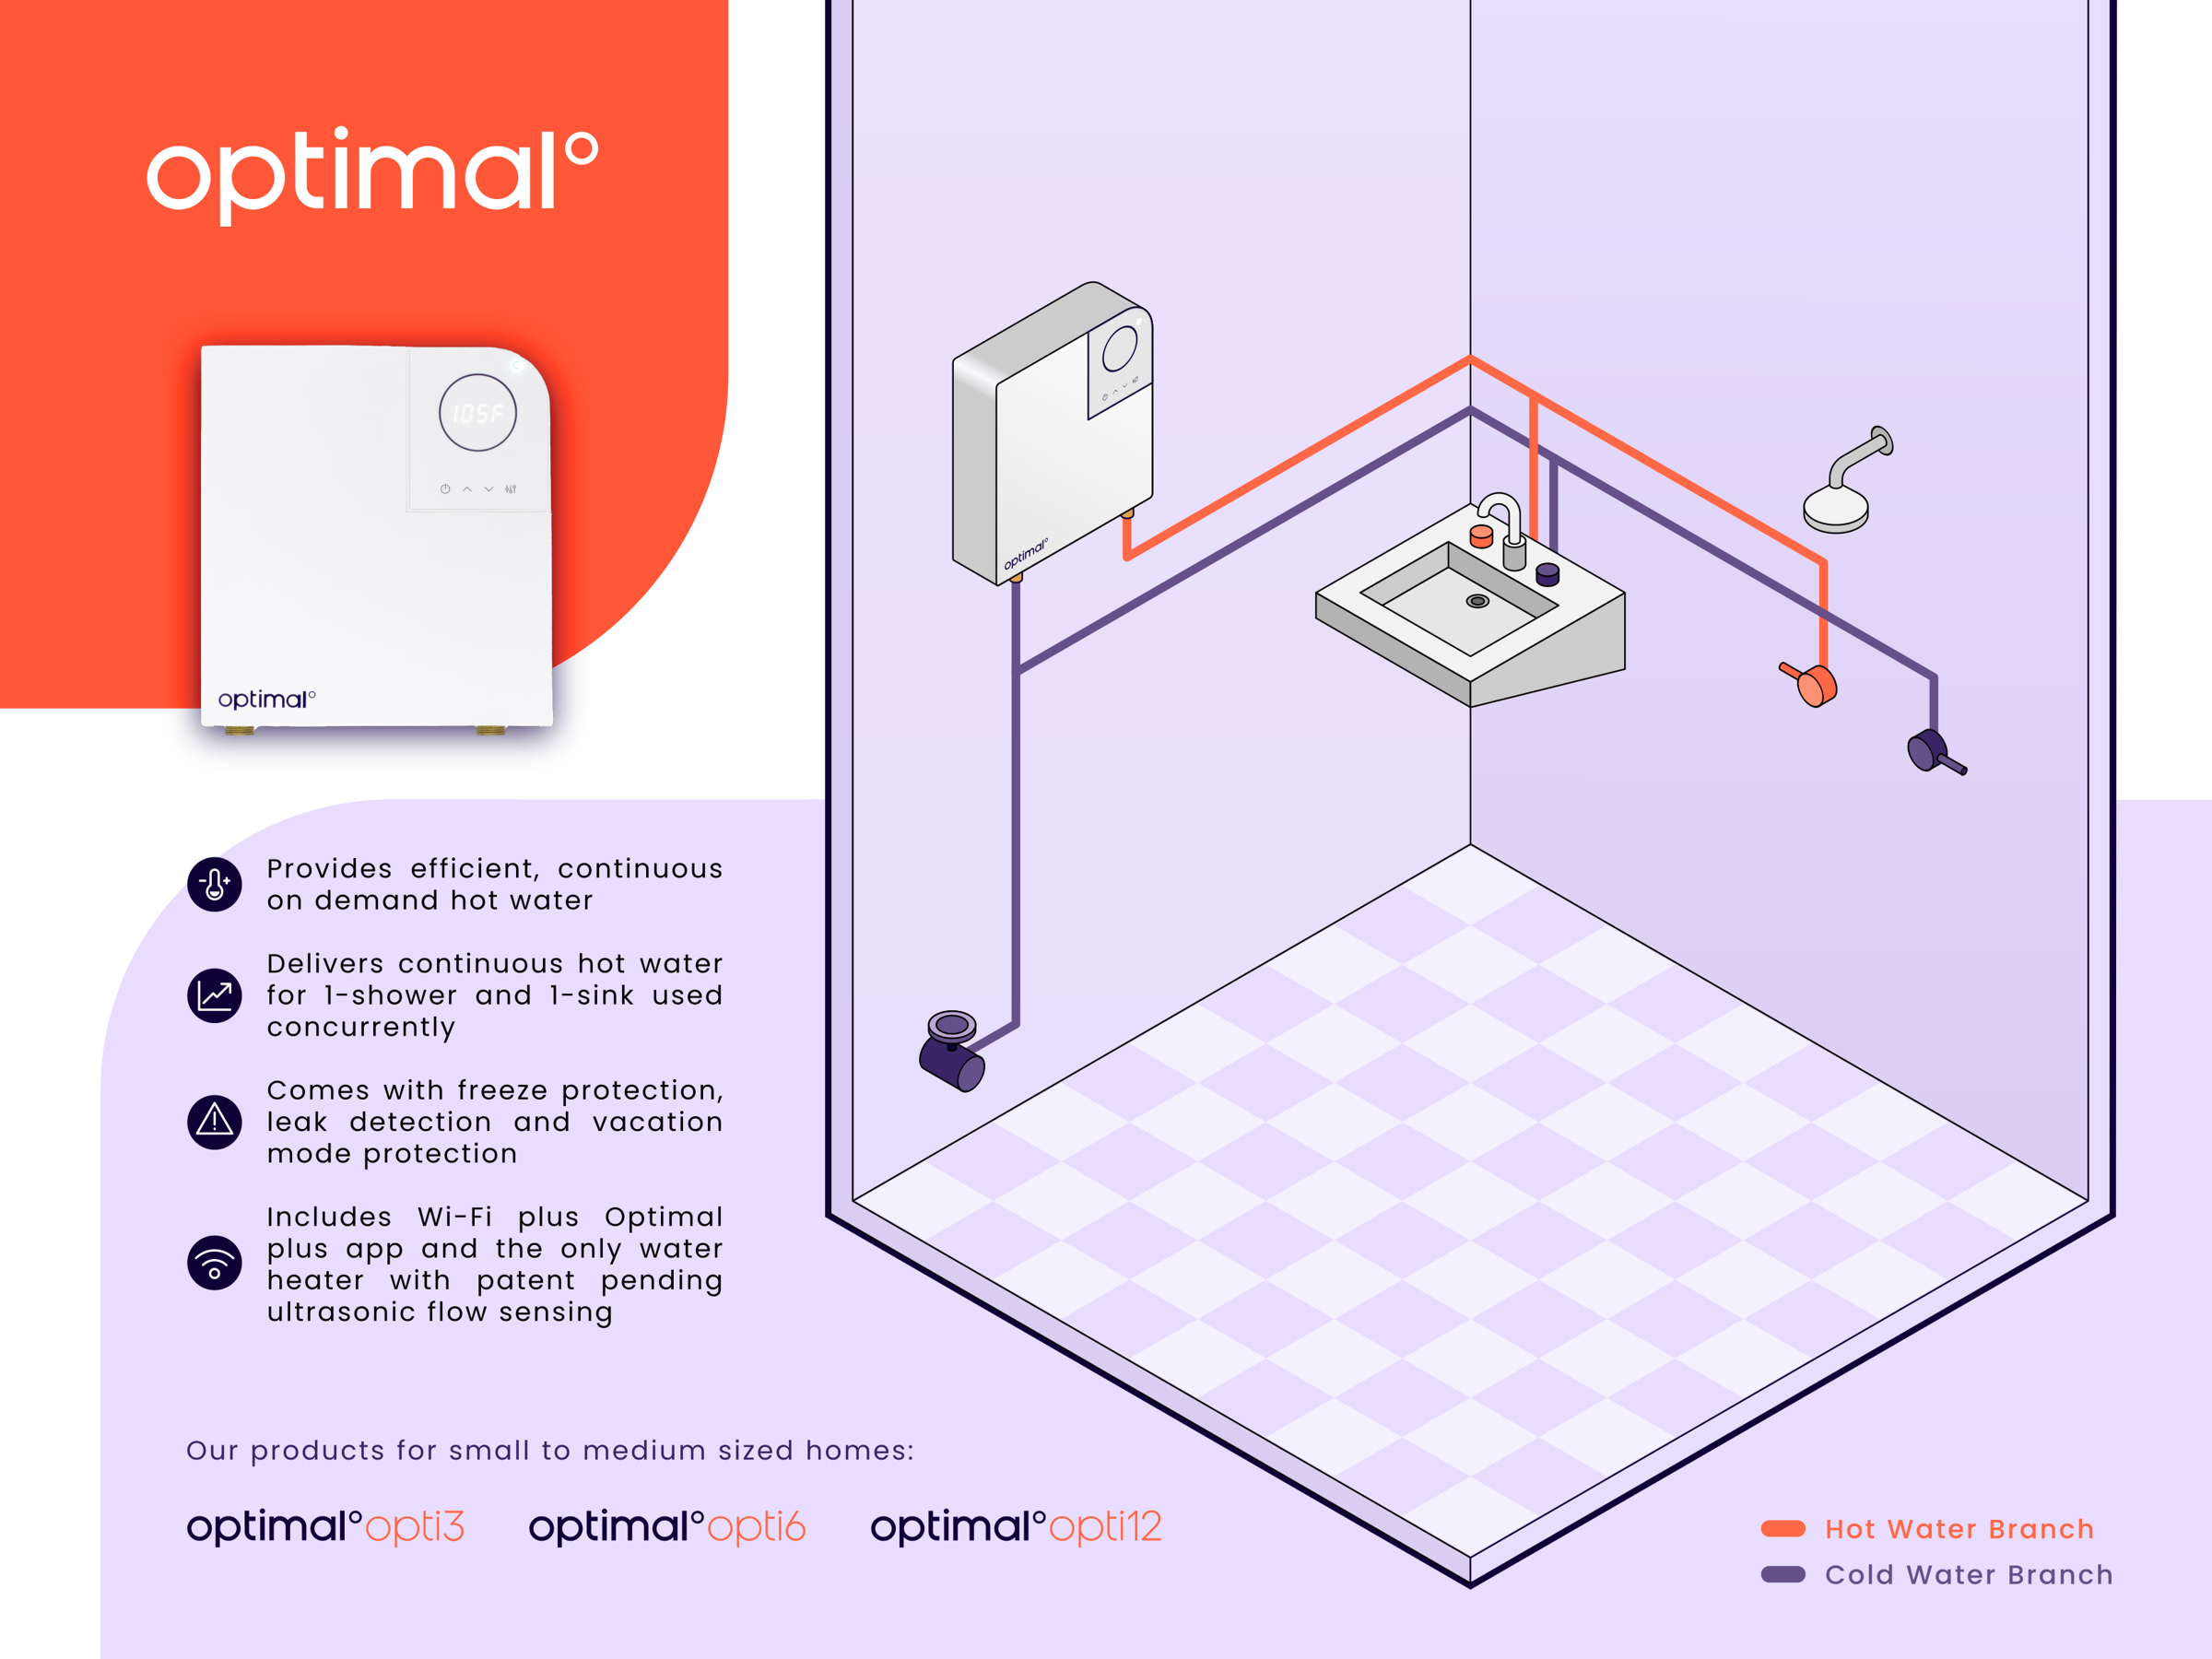 optimal°
105F
optimal°
optimal°
Provides efficient, continuous
on demand hot water
Delivers continuous hot water
for 1-shower and 1-sink used
concurrently
Comes with freeze protection,
leak detection and vacation
mode protection
Includes Wi-Fi plus Optimal
plus app and the only water
heater with patent pending
ultrasonic flow sensing
Our products for small to medium sized homes:
optimal°opti3 optimal°opti6 optimal°opti12
Hot Water Branch
Cold Water Branch